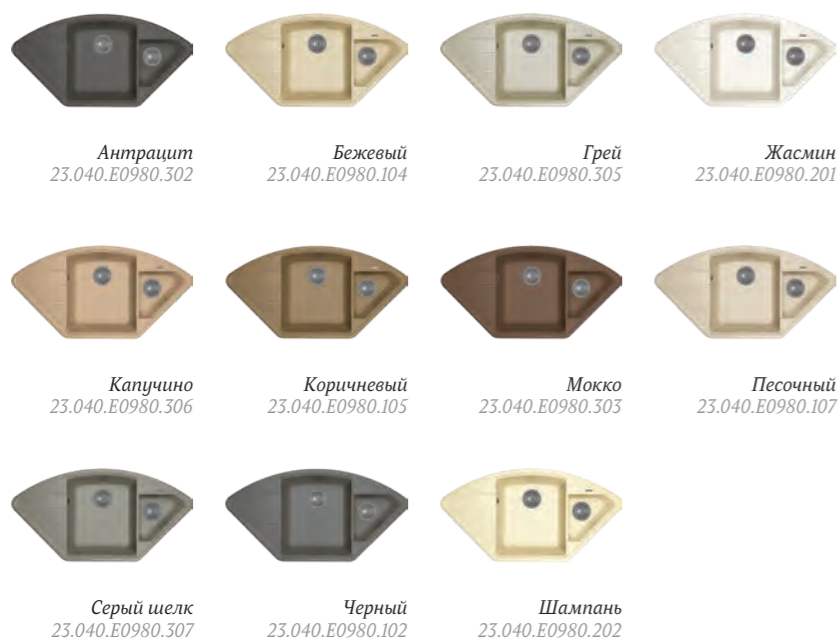 Антрацит
23.040.E0980.302
Бежевый
23.040.E0980.104
Грей
23.040.E0980.305
Жасмин
23.040.E0980.201
Капучино
23.040.E0980.306
Коричневый
23.040.E0980.105
Мокко
23.040.E0980.303
Песочный
23.040.E0980.107
Серый шелк
23.040.E0980.307
Черный
23.040.E0980.102
Шампань
23.040.E0980.202